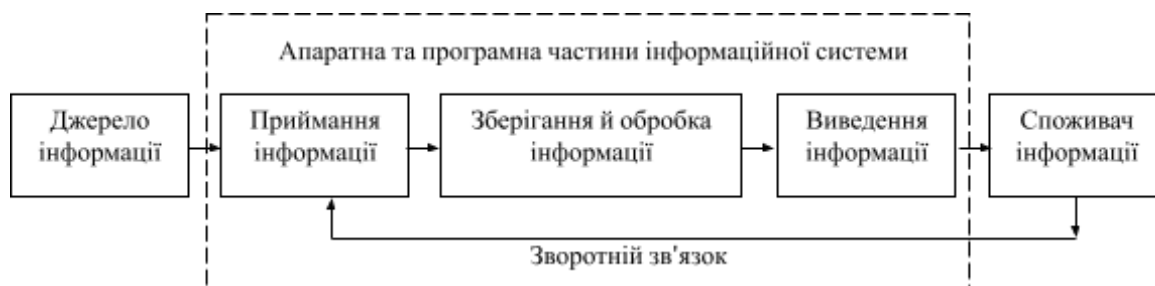 Апаратна та програмна частини інформаційної системи
Джерело
інформації
Приймання
інформації
Зберігання й обробка
інформації
Виведення
інформації
Споживач
інформації
Зворотній зв'язок